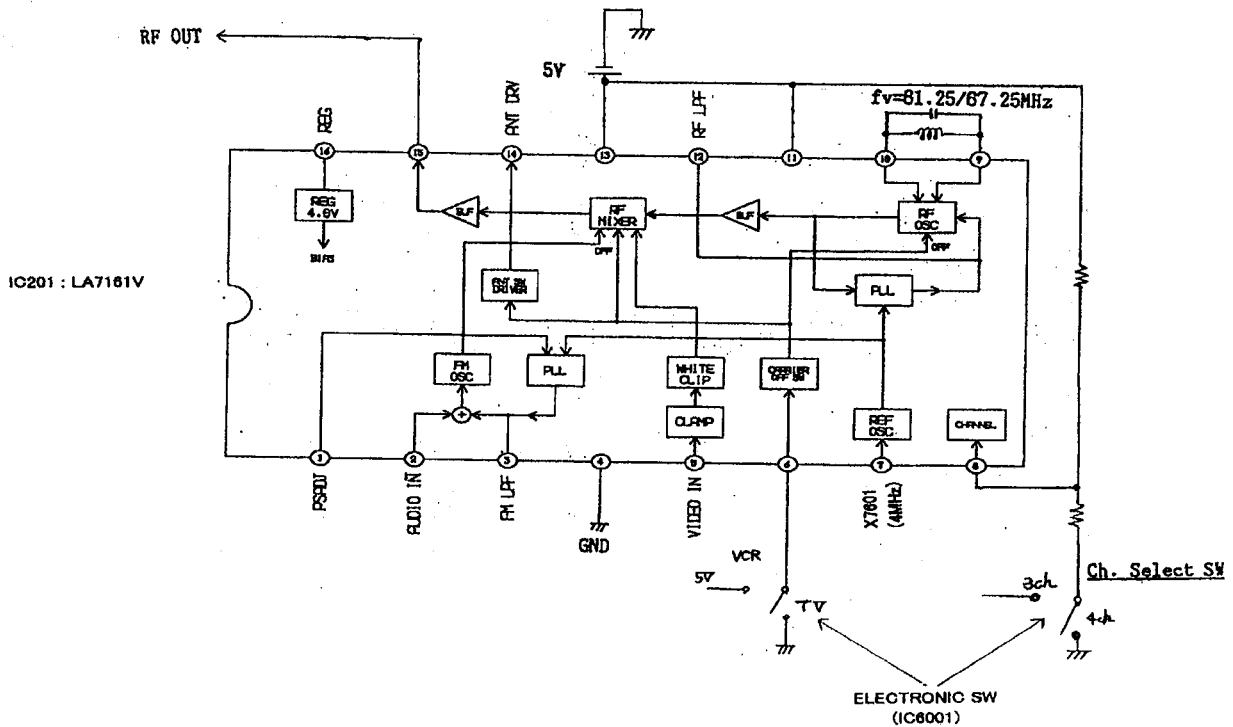 RF OUT
5V
fv=61.25/67.25MHz
REG
ANT DRV
RF LPF
16
15
14
13
12
11
10
9
REG
4.6V
BIAS
BUF
RF
MIXER
OFF
BUF
RF
OSC
OFF
IC201 : LA7161V
ANT SW
DRIVER
PLL
FM
OSC
PLL
WHITE
CLIP
CARRIER
OFF SW
+
CLAMP
REF
OSC
CHANNEL
1
2
3
4
5
6
7
8
PSADJ
AUDIO IN
FM LPF
GND
VIDEO IN
X7601
(4MHz)
VCR
5V
TV
3ch
Ch. Select SW
4ch
ELECTRONIC SW
(IC6001)